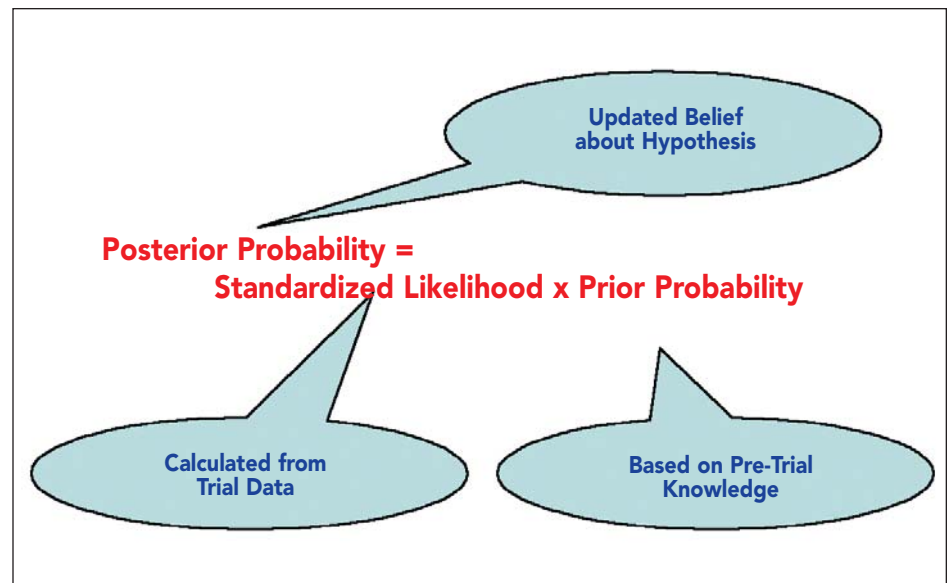 Updated Belief
about Hypothesis
Posterior Probability =
Standardized Likelihood x Prior Probability
Calculated from
Trial Data
Based on Pre-Trial
Knowledge